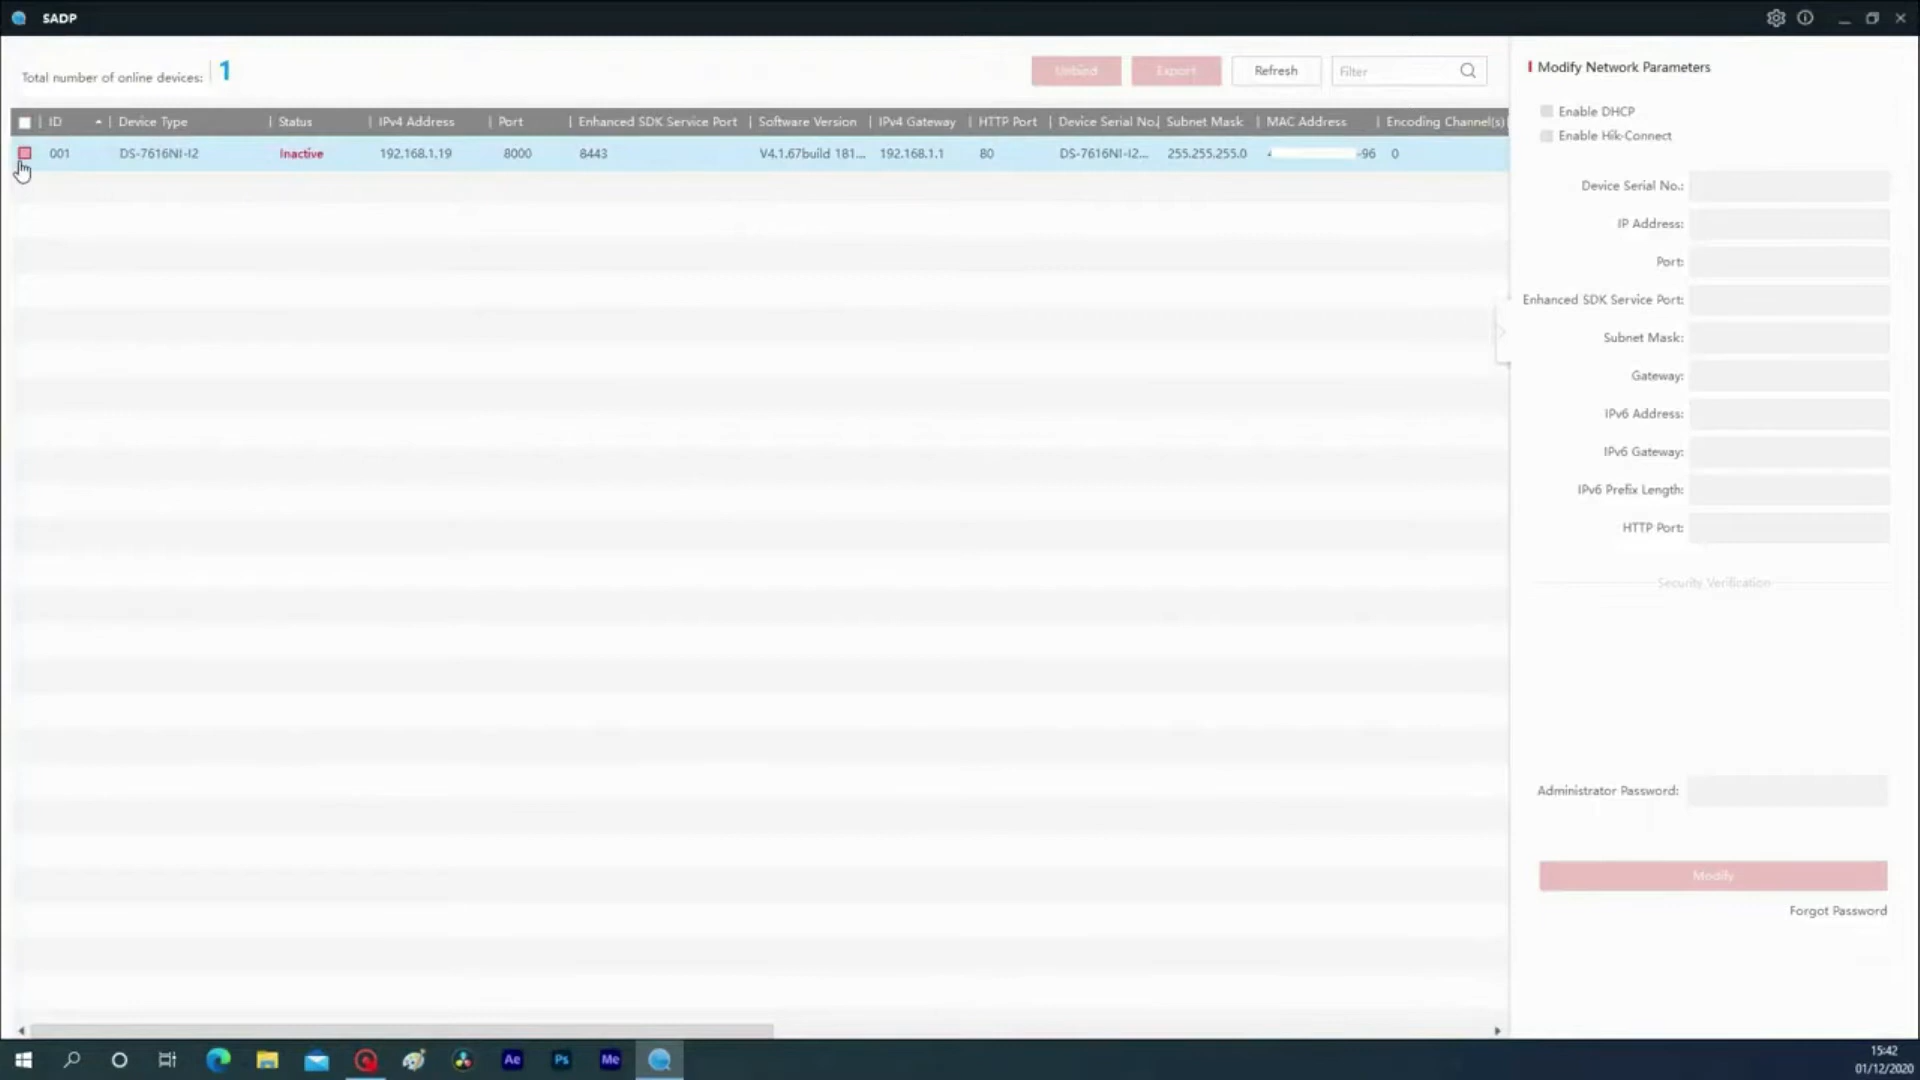 SADP
Total number of online devices: 1
Unbind
Export
Refresh
Filter
ID
Device Type
Status
IPv4 Address
Port
Enhanced SDK Service Port
Software Version
IPv4 Gateway
HTTP Port
Device Serial No.
Subnet Mask
MAC Address
Encoding Channel(s)
001
DS-7616NI-I2
Inactive
192.168.1.19
8000
8443
V4.1.67build 181...
192.168.1.1
80
DS-7616NI-I2...
255.255.255.0
-96
0
Modify Network Parameters
Enable DHCP
Enable Hik-Connect
Device Serial No.:
IP Address:
Port:
Enhanced SDK Service Port:
Subnet Mask:
Gateway:
IPv6 Address:
IPv6 Gateway:
IPv6 Prefix Length:
HTTP Port:
Security Verification
Administrator Password:
Modify
Forgot Password
Ae
Ps
Me
15:42
01/12/2020